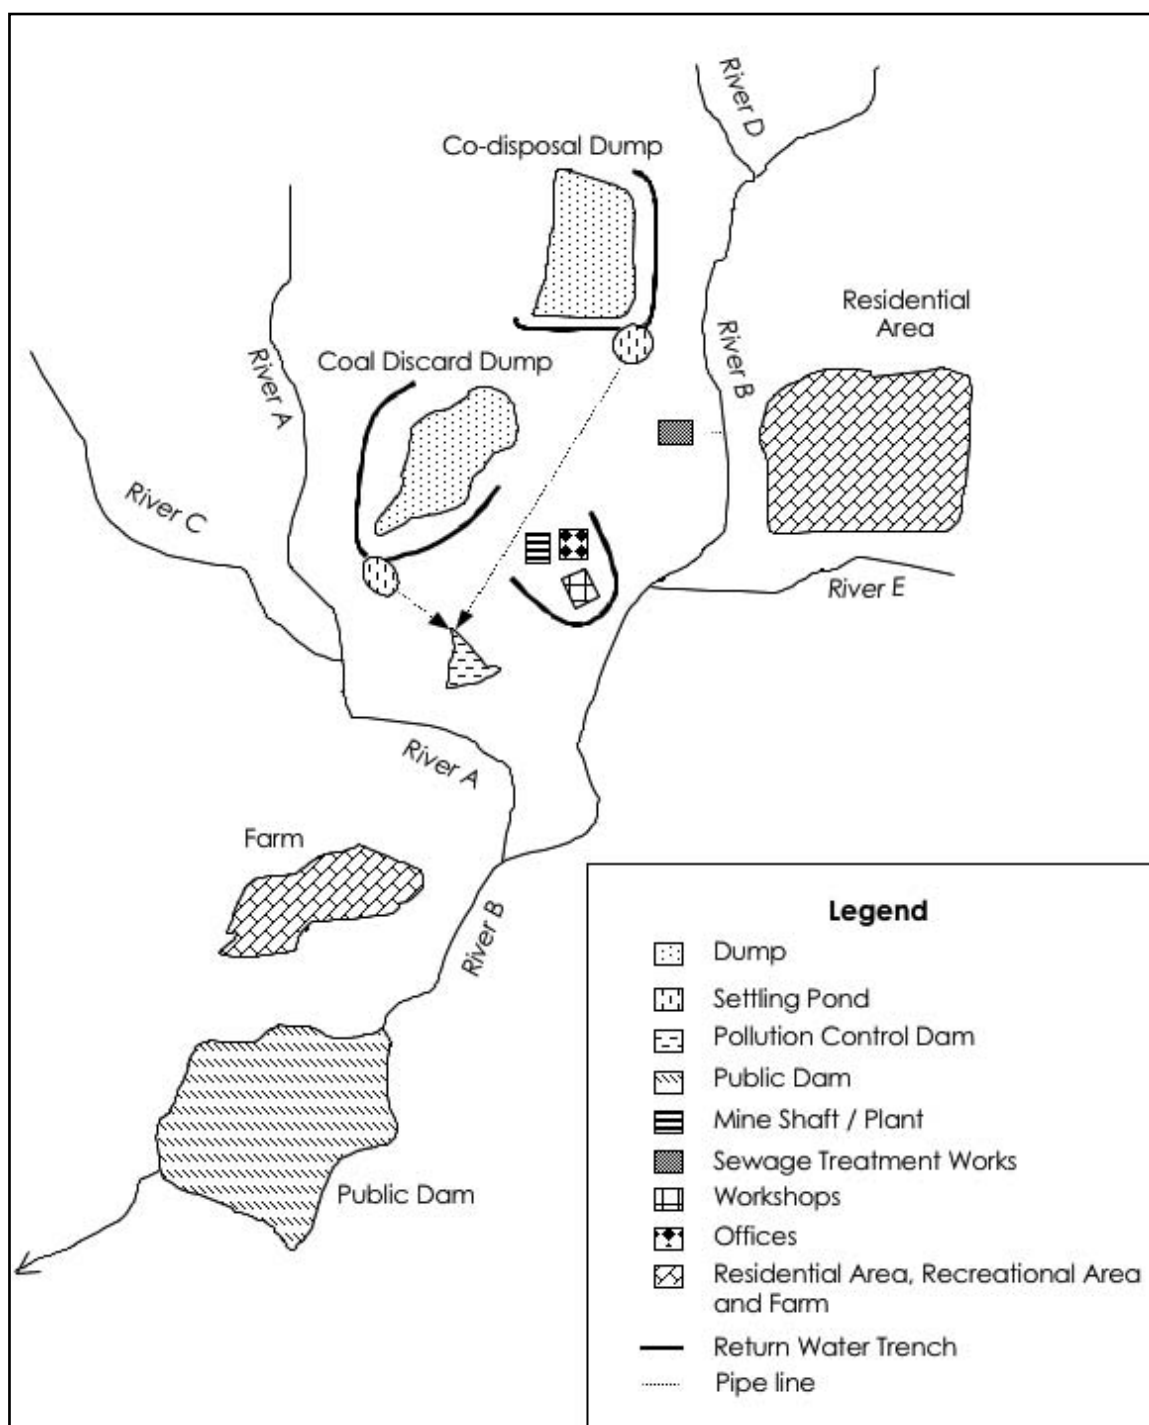 River D
Co-disposal Dump
Residential
Area
River B
River A
Coal Discard Dump
River C
River E
River A
Farm
River B
Public Dam
Legend
Dump
Settling Pond
Pollution Control Dam
Public Dam
Mine Shaft / Plant
Sewage Treatment Works
Workshops
Offices
Residential Area, Recreational Area
and Farm
Return Water Trench
Pipe line